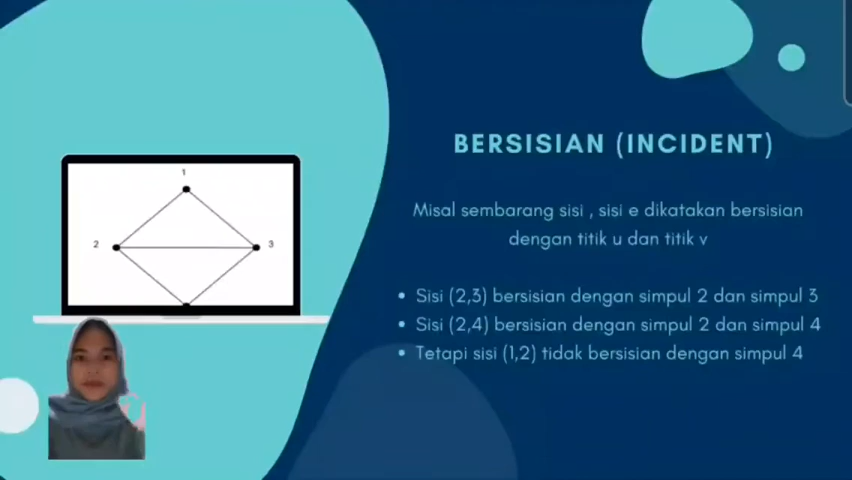 BERSISIAN (INCIDENT)
Misal sembarang sisi , sisi e dikatakan bersisian
dengan titik u dan titik v
• Sisi (2,3) bersisian dengan simpul 2 dan simpul 3
• Sisi (2,4) bersisian dengan simpul 2 dan simpul 4
• Tetapi sisi (1,2) tidak bersisian dengan simpul 4
1
2
3